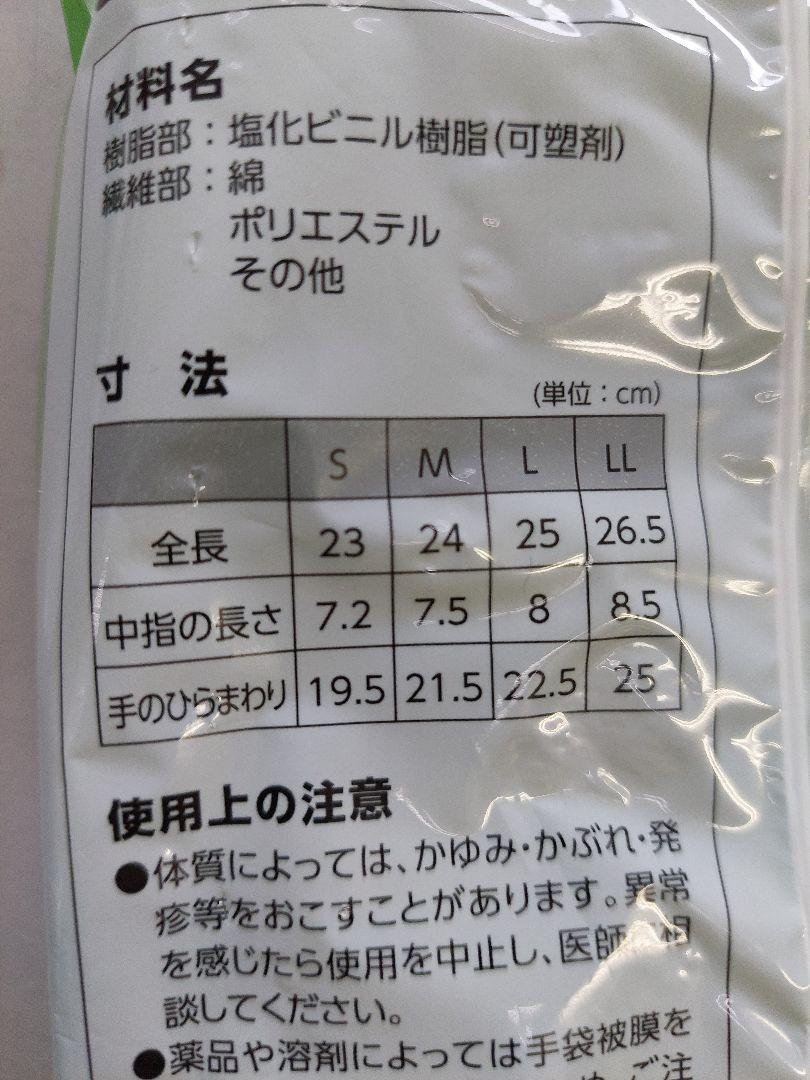 材料名
樹脂部：塩化ビニル樹脂(可塑剤)
繊維部：綿
ポリエステル
その他
寸 法
(単位：cm)
S M L LL
全長 23 24 25 26.5
中指の長さ 7.2 7.5 8 8.5
手のひらまわり 19.5 21.5 22.5 25
使用上の注意
●体質によっては、かゆみ・かぶれ・発
疹等をおこすことがあります。異常
を感じたら使用を中止し、医師に相
談してください。
●薬品や溶剤によっては手袋被膜を
ご注